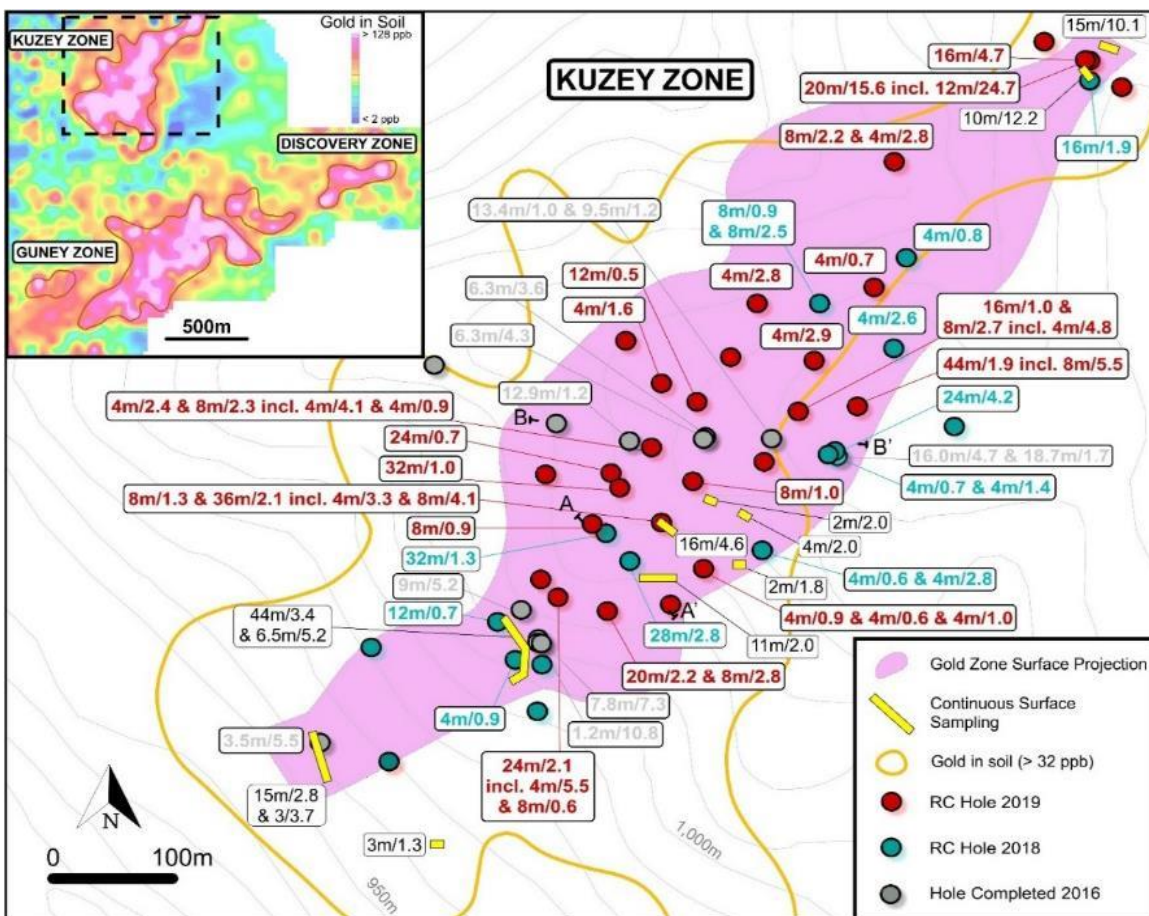 Gold in Soil
> 128 ppb
< 2 ppb
KUZEY ZONE
DISCOVERY ZONE
GUNEY ZONE
500m
KUZEY ZONE
15m/10.1
16m/4.7
20m/15.6 incl. 12m/24.7
10m/12.2
16m/1.9
8m/2.2 & 4m/2.8
13.4m/1.0 & 9.5m/1.2
8m/0.9
& 8m/2.5
4m/0.8
12m/0.5
4m/2.8
4m/0.7
6.3m/3.6
4m/1.6
4m/2.6
16m/1.0 &
8m/2.7 incl. 4m/4.8
6.3m/4.3
4m/2.9
44m/1.9 incl. 8m/5.5
12.9m/1.2
24m/4.2
4m/2.4 & 8m/2.3 incl. 4m/4.1 & 4m/0.9
B
B'
24m/0.7
16.0m/4.7 & 18.7m/1.7
32m/1.0
4m/0.7 & 4m/1.4
8m/1.3 & 36m/2.1 incl. 4m/3.3 & 8m/4.1
8m/1.0
A
2m/2.0
8m/0.9
16m/4.6
4m/2.0
32m/1.3
2m/1.8
4m/0.6 & 4m/2.8
9m/5.2
44m/3.4
& 6.5m/5.2
12m/0.7
A'
4m/0.9 & 4m/0.6 & 4m/1.0
28m/2.8
11m/2.0
20m/2.2 & 8m/2.8
7.8m/7.3
4m/0.9
1.2m/10.8
3.5m/5.5
24m/2.1
incl. 4m/5.5
& 8m/0.6
15m/2.8
& 3/3.7
3m/1.3
1,000m
950m
N
0 100m
Gold Zone Surface Projection
Continuous Surface
Sampling
Gold in soil (> 32 ppb)
RC Hole 2019
RC Hole 2018
Hole Completed 2016